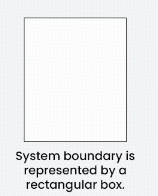 System boundary is
represented by a
rectangular box.